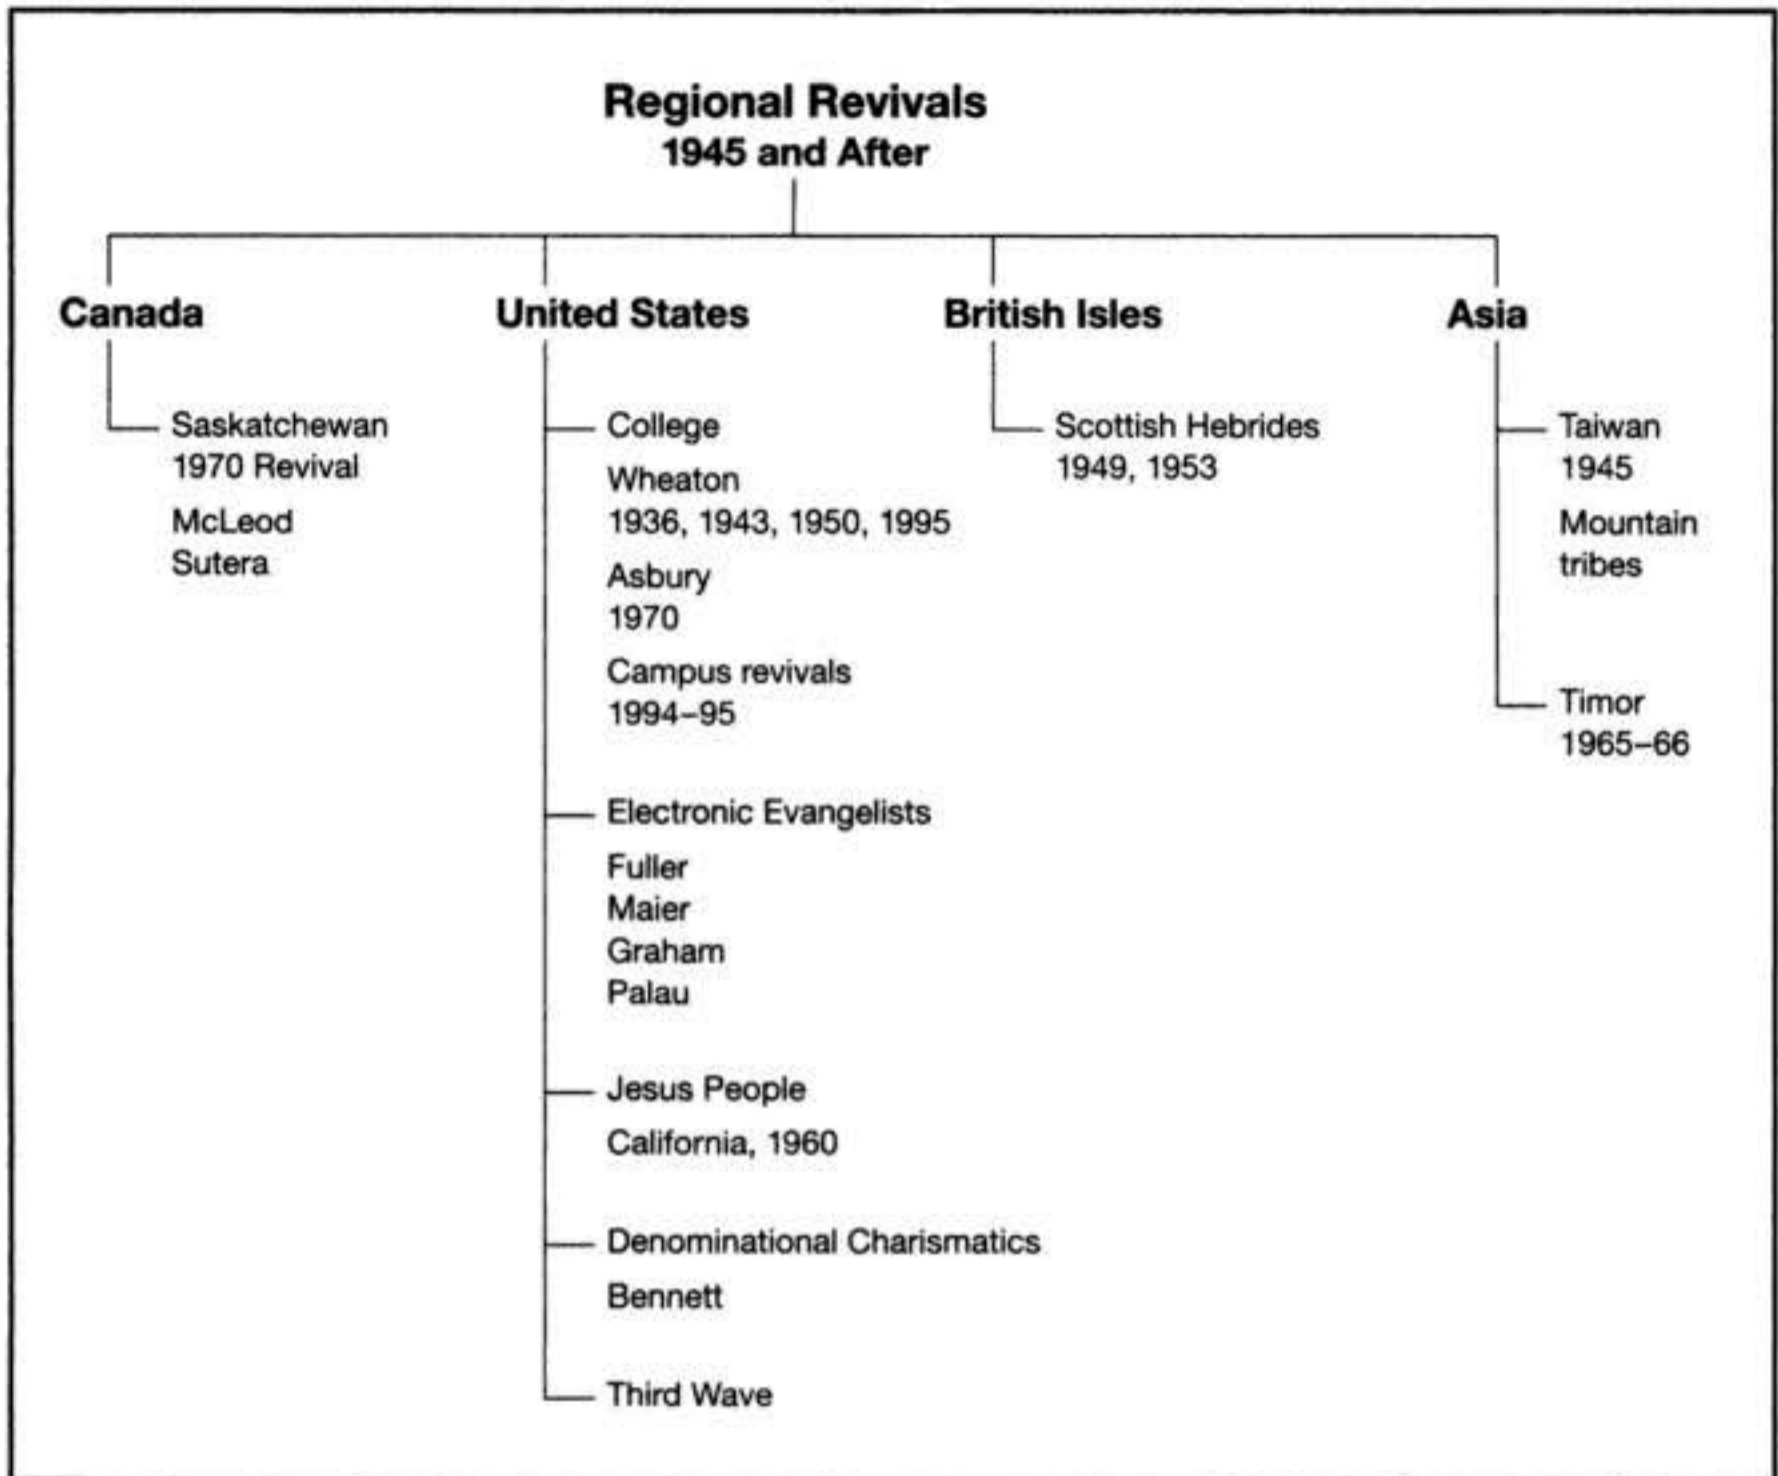 Regional Revivals
1945 and After
Canada
Saskatchewan
1970 Revival
McLeod
Sutera
United States
College
Wheaton
1936, 1943, 1950, 1995
Asbury
1970
Campus revivals
1994–95
Electronic Evangelists
Fuller
Maier
Graham
Palau
Jesus People
California, 1960
Denominational Charismatics
Bennett
Third Wave
British Isles
Scottish Hebrides
1949, 1953
Asia
Taiwan
1945
Mountain
tribes
Timor
1965–66